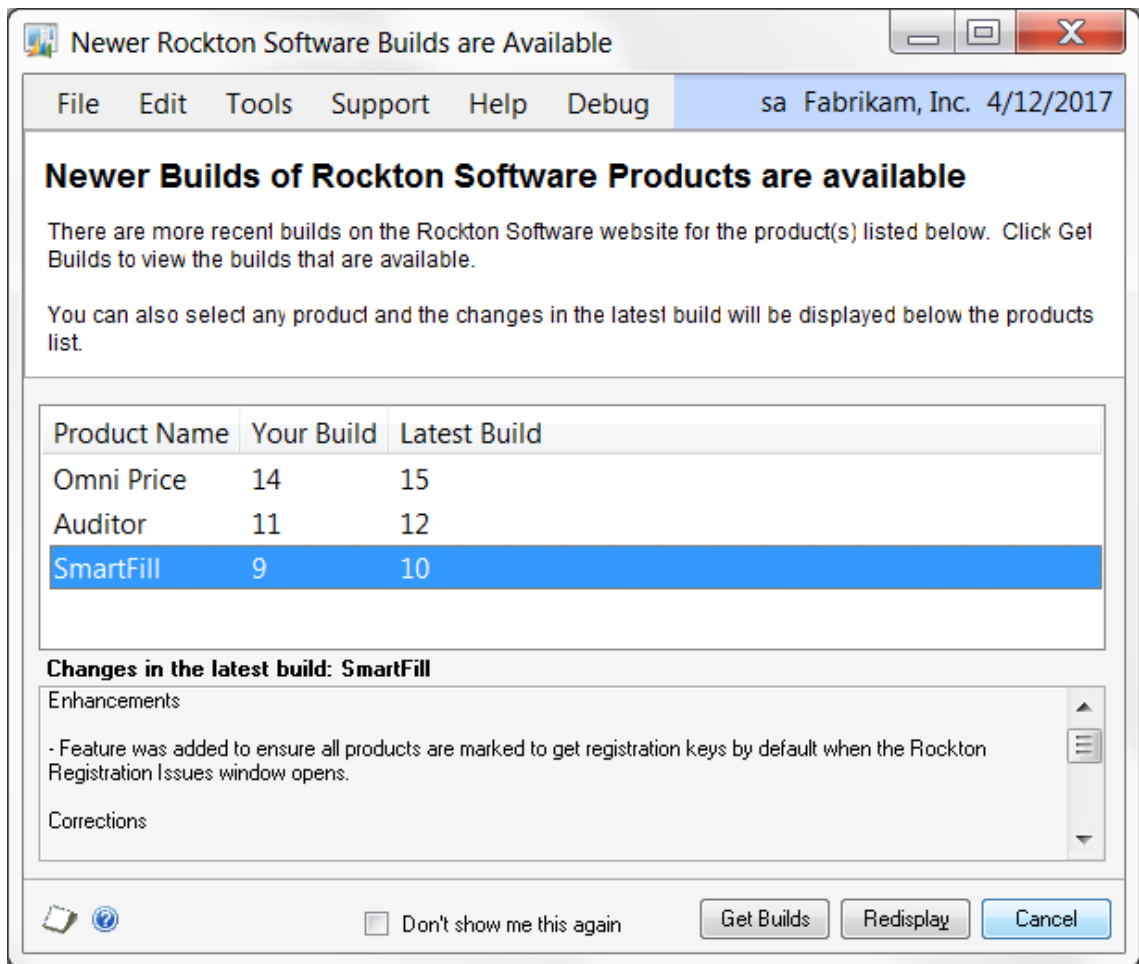 Newer Rockton Software Builds are Available
File Edit Tools Support Help Debug sa Fabrikam, Inc. 4/12/2017
Newer Builds of Rockton Software Products are available
There are more recent builds on the Rockton Software website for the product(s) listed below. Click Get
Builds to view the builds that are available.
You can also select any product and the changes in the latest build will be displayed below the products
list.
Product Name Your Build Latest Build
Omni Price 14 15
Auditor 11 12
SmartFill 9 10
Changes in the latest build: SmartFill
Enhancements
- Feature was added to ensure all products are marked to get registration keys by default when the Rockton
Registration Issues window opens.
Corrections
Don't show me this again Get Builds Redisplay Cancel